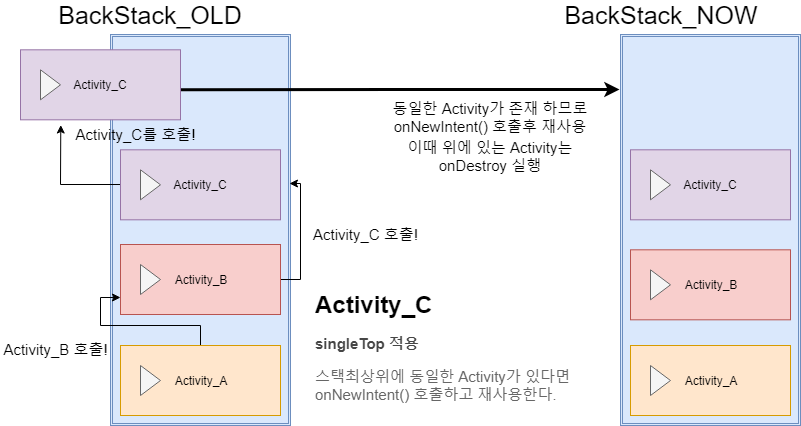 BackStack_OLD
BackStack_NOW
Activity_C
동일한 Activity가 존재 하므로
onNewIntent() 호출후 재사용
이때 위에 있는 Activity는
onDestroy 실행
Activity_C를 호출!
Activity_C
Activity_C
Activity_C 호출!
Activity_B
Activity_B
Activity_C
singleTop 적용
Activity_B 호출!
스택최상위에 동일한 Activity가 있다면
onNewIntent() 호출하고 재사용한다.
Activity_A
Activity_A